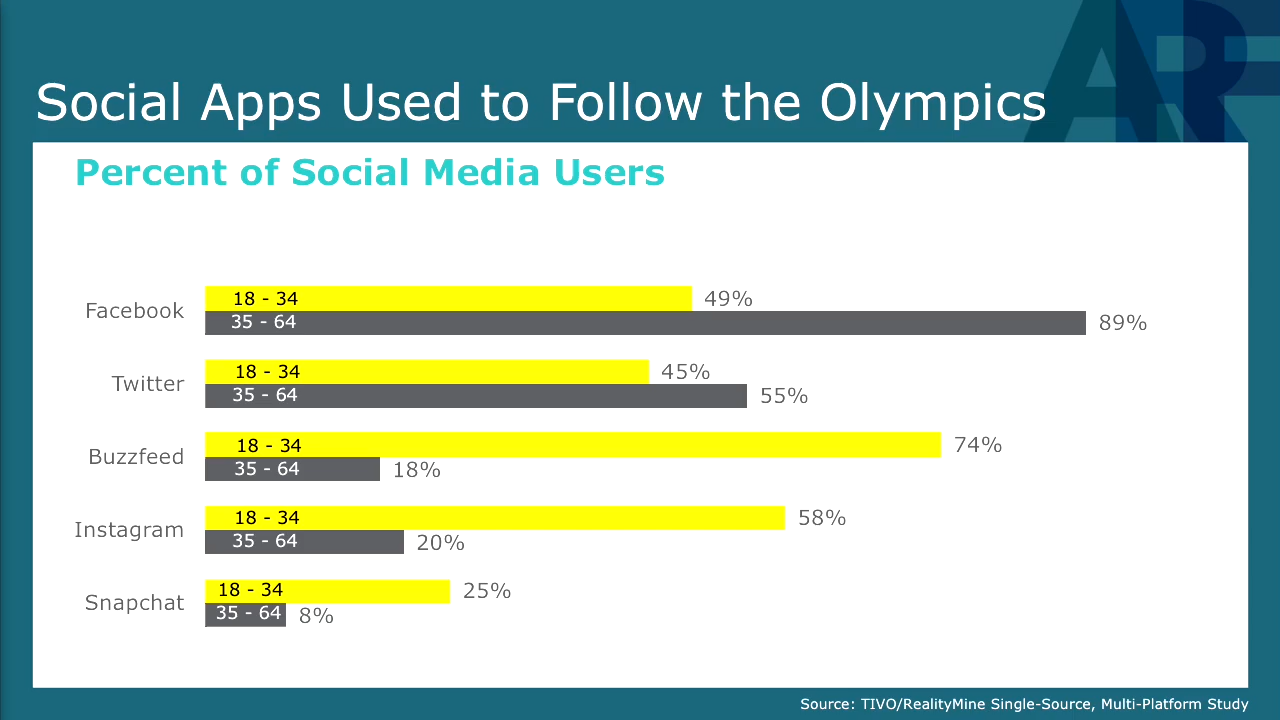 ARF
Social Apps Used to Follow the Olympics
Percent of Social Media Users
Facebook
18 - 34
49%
35 - 64
89%
Twitter
18 - 34
45%
35 - 64
55%
Buzzfeed
18 - 34
74%
35 - 64
18%
Instagram
18 - 34
58%
35 - 64
20%
Snapchat
18 - 34
25%
35 - 64
8%
Source: TIVO/RealityMine Single-Source, Multi-Platform Study